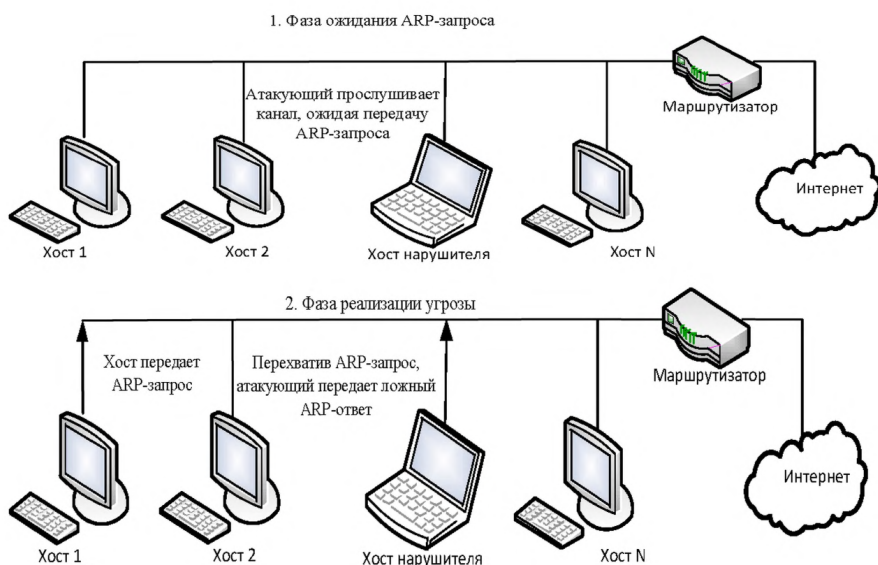 1. Фаза ожидания ARP-запроса
Атакующий прослушивает
канал, ожидая передачу
ARP-запроса
Маршрутизатор
Интернет
Хост 1
Хост 2
Хост нарушителя
Хост N
2. Фаза реализации угрозы
Хост передает
ARP-запрос
Перехватив ARP-запрос,
атакующий передает ложный
ARP-ответ
Маршрутизатор
Интернет
Хост 1
Хост 2
Хост нарушителя
Хост N